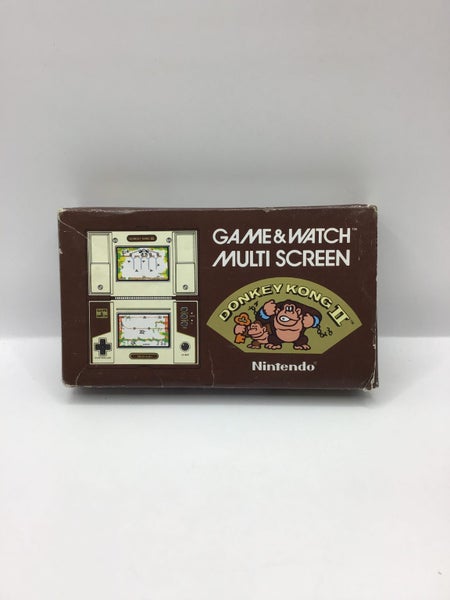 GAME & WATCH™
MULTI SCREEN
DONKEY KONG II
Nintendo®